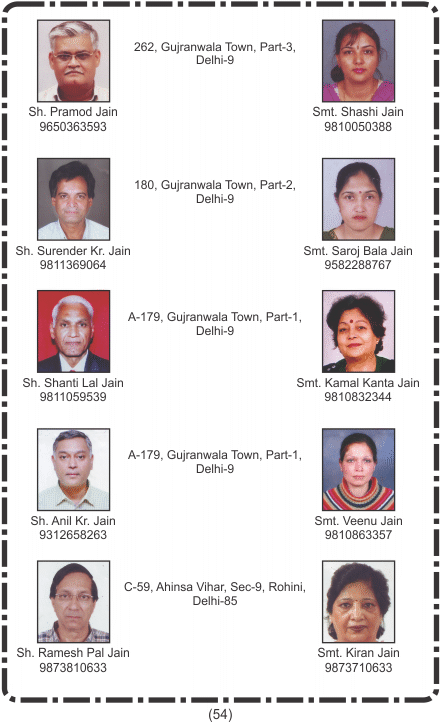 262, Gujranwala Town, Part-3,
Delhi-9
Sh. Pramod Jain
9650363593
Smt. Shashi Jain
9810050388
180, Gujranwala Town, Part-2,
Delhi-9
Sh. Surender Kr. Jain
9811369064
Smt. Saroj Bala Jain
9582288767
A-179, Gujranwala Town, Part-1,
Delhi-9
Sh. Shanti Lal Jain
9811059539
Smt. Kamal Kanta Jain
9810832344
A-179, Gujranwala Town, Part-1,
Delhi-9
Sh. Anil Kr. Jain
9312658263
Smt. Veenu Jain
9810863357
C-59, Ahinsa Vihar, Sec-9, Rohini,
Delhi-85
Sh. Ramesh Pal Jain
9873810633
Smt. Kiran Jain
9873710633
(54)